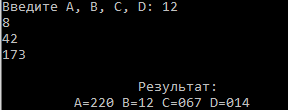 Введите A, B, C, D: 12
8
42
173
Результат:
A=220 B=12 C=067 D=014